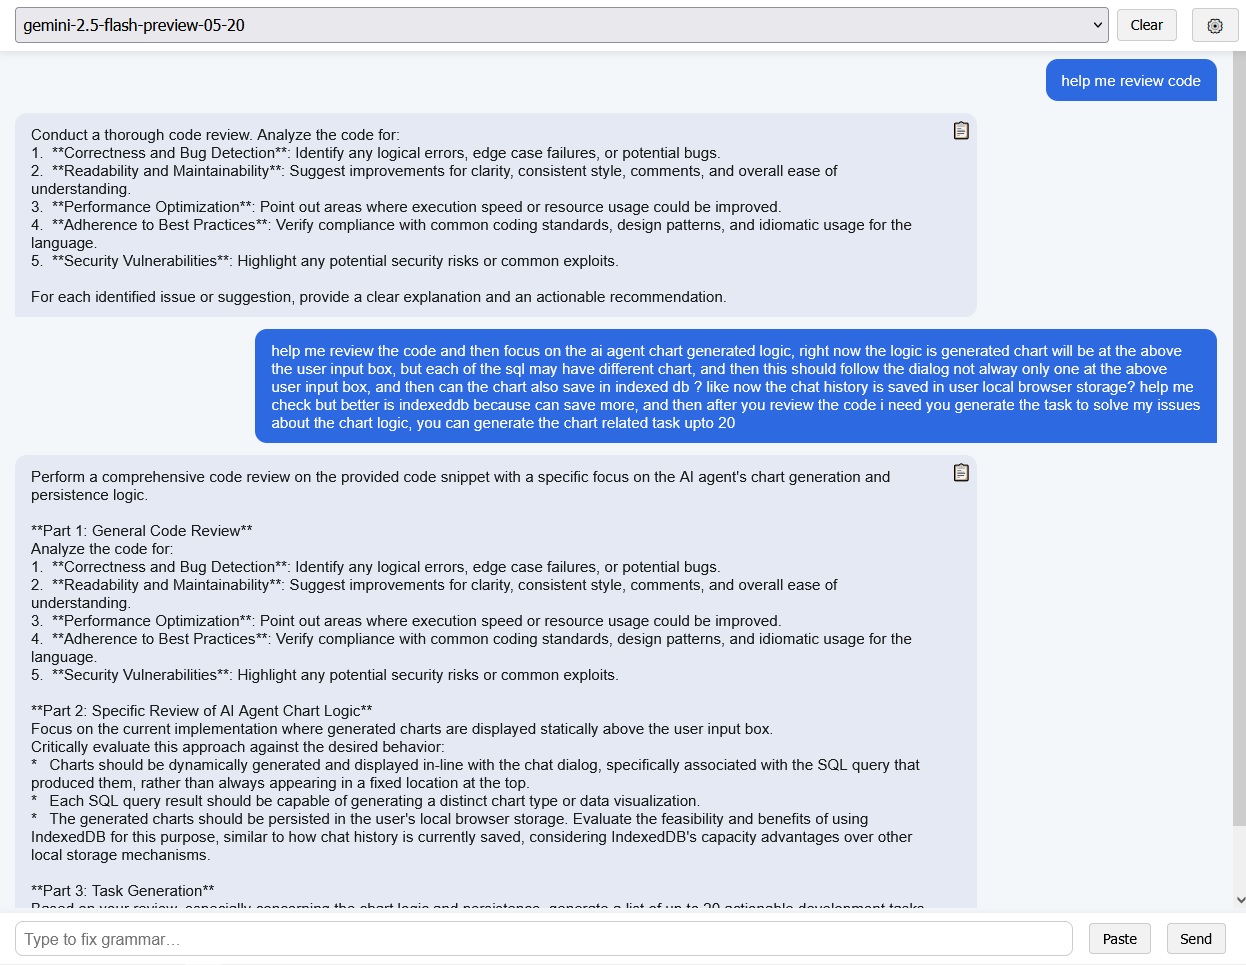 gemini-2.5-flash-preview-05-20
Clear
help me review code
Conduct a thorough code review. Analyze the code for:
1.  **Correctness and Bug Detection**: Identify any logical errors, edge case failures, or potential bugs.
2.  **Readability and Maintainability**: Suggest improvements for clarity, consistent style, comments, and overall ease of
understanding.
3.  **Performance Optimization**: Point out areas where execution speed or resource usage could be improved.
4.  **Adherence to Best Practices**: Verify compliance with common coding standards, design patterns, and idiomatic usage for the
language.
5.  **Security Vulnerabilities**: Highlight any potential security risks or common exploits.
For each identified issue or suggestion, provide a clear explanation and an actionable recommendation.
help me review the code and then focus on the ai agent chart generated logic, right now the logic is generated chart will be at the above
the user input box, but each of the sql may have different chart, and then this should follow the dialog not alway only one at the above
user input box, and then can the chart also save in indexed db ? like now the chat history is saved in user local browser storage? help me
check but better is indexeddb because can save more, and then after you review the code i need you generate the task to solve my issues
about the chart logic, you can generate the chart related task upto 20
Perform a comprehensive code review on the provided code snippet with a specific focus on the AI agent's chart generation and
persistence logic.
**Part 1: General Code Review**
Analyze the code for:
1.  **Correctness and Bug Detection**: Identify any logical errors, edge case failures, or potential bugs.
2.  **Readability and Maintainability**: Suggest improvements for clarity, consistent style, comments, and overall ease of
understanding.
3.  **Performance Optimization**: Point out areas where execution speed or resource usage could be improved.
4.  **Adherence to Best Practices**: Verify compliance with common coding standards, design patterns, and idiomatic usage for the
language.
5.  **Security Vulnerabilities**: Highlight any potential security risks or common exploits.
**Part 2: Specific Review of AI Agent Chart Logic**
Focus on the current implementation where generated charts are displayed statically above the user input box.
Critically evaluate this approach against the desired behavior:
*   Charts should be dynamically generated and displayed in-line with the chat dialog, specifically associated with the SQL query that
produced them, rather than always appearing in a fixed location at the top.
*   Each SQL query result should be capable of generating a distinct chart type or data visualization.
*   The generated charts should be persisted in the user's local browser storage. Evaluate the feasibility and benefits of using
IndexedDB for this purpose, similar to how chat history is currently saved, considering IndexedDB's capacity advantages over other
local storage mechanisms.
**Part 3: Task Generation**
Based on your review, especially concerning the chart logic and persistence, generate a list of up to 20 actionable development tasks
Type to fix grammar…
Paste
Send